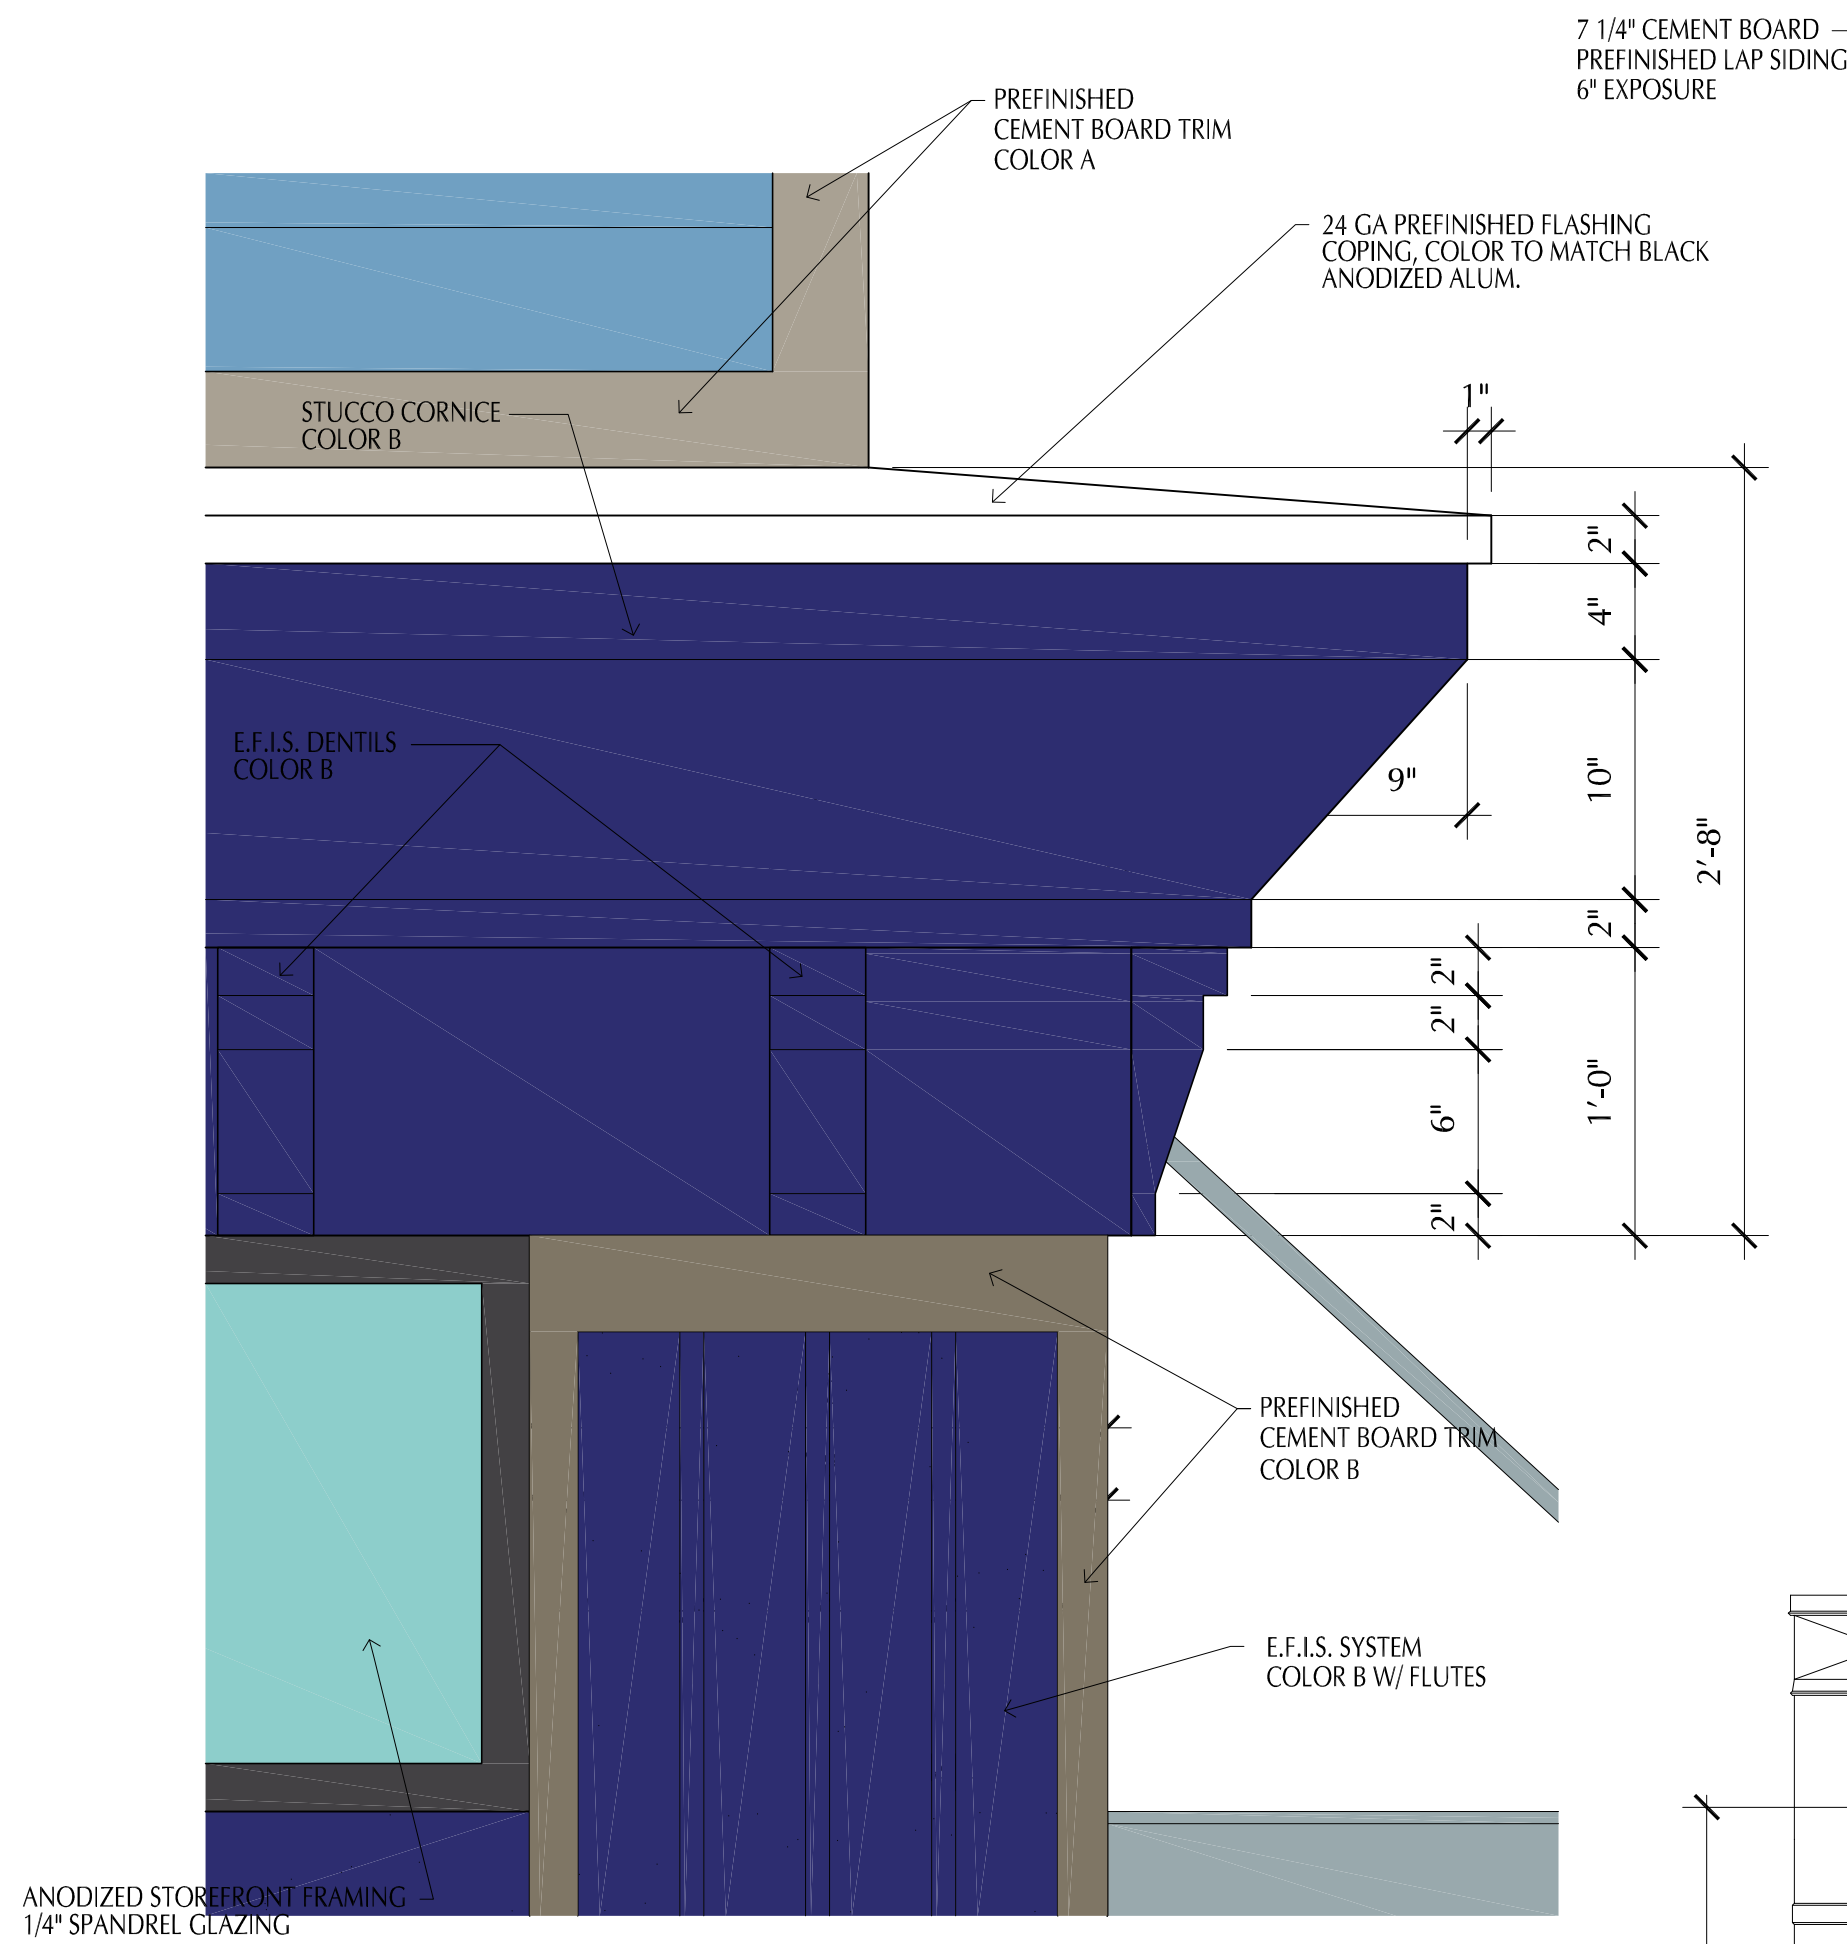 7 1/4" CEMENT BOARD
PREFINISHED LAP SIDING
6" EXPOSURE
PREFINISHED
CEMENT BOARD TRIM
COLOR A
24 GA PREFINISHED FLASHING
COPING, COLOR TO MATCH BLACK
ANODIZED ALUM.
1"
STUCCO CORNICE
COLOR B
2"
4"
E.F.I.S. DENTILS
COLOR B
9"
10"
2'-8"
2"
2"
2"
6"
1'-0"
2"
PREFINISHED
CEMENT BOARD TRIM
COLOR B
E.F.I.S. SYSTEM
COLOR B W/ FLUTES
ANODIZED STOREFRONT FRAMING
1/4" SPANDREL GLAZING